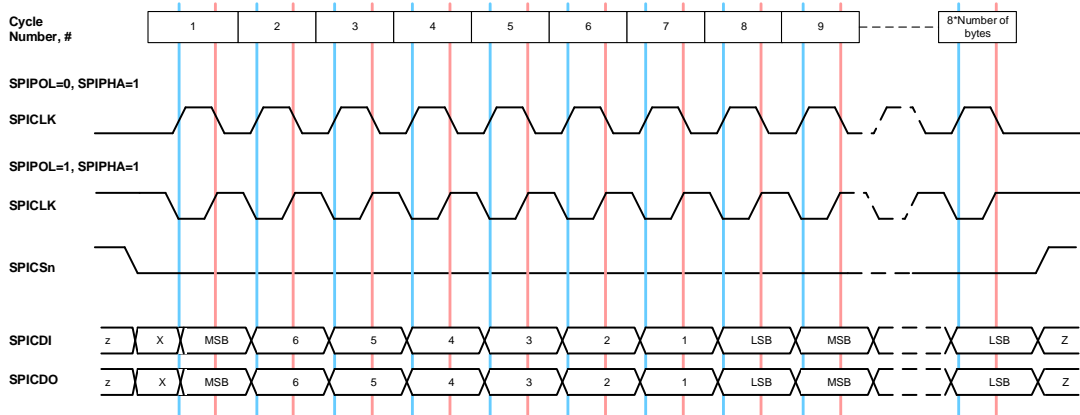 Cycle
Number, #
1 2 3 4 5 6 7 8 9
8*Number of
bytes
SPIPOL=0, SPIPHA=1
SPICLK
SPIPOL=1, SPIPHA=1
SPICLK
SPICSn
SPICDI z X MSB 6 5 4 3 2 1 LSB MSB LSB Z
SPICDO z X MSB 6 5 4 3 2 1 LSB MSB LSB Z